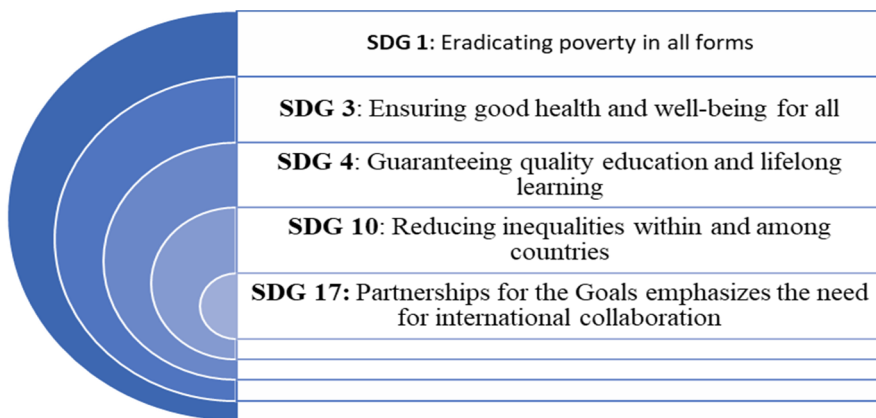 SDG 1: Eradicating poverty in all forms
SDG 3: Ensuring good health and well-being for all
SDG 4: Guaranteeing quality education and lifelong
learning
SDG 10: Reducing inequalities within and among
countries
SDG 17: Partnerships for the Goals emphasizes the need
for international collaboration